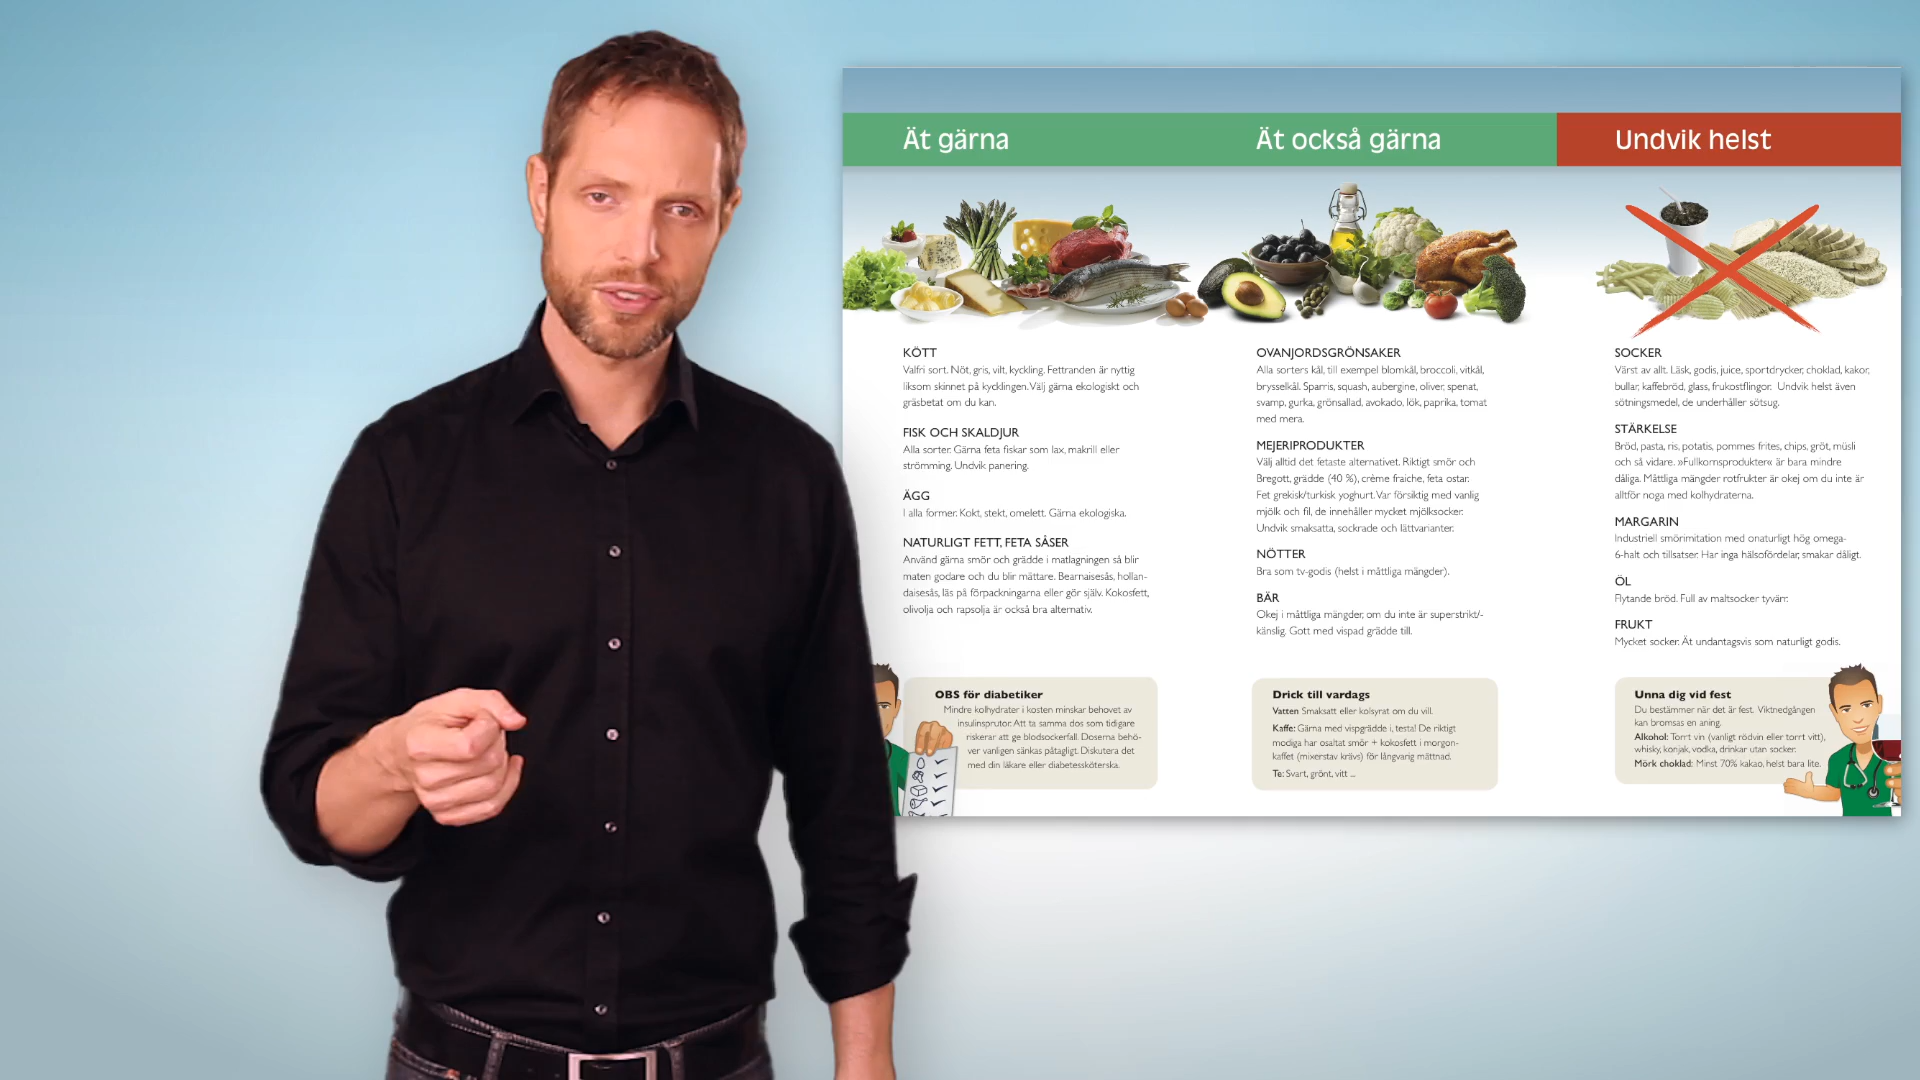 Ät gärna
Ät också gärna
Undvik helst
KÖTT
Valfri sort. Nöt, gris, vilt, kyckling. Fettranden är nyttig
liksom skinnet på kycklingen. Välj gärna ekologiskt och
gräsbetat om du kan.
FISK OCH SKALDJUR
Alla sorter. Gärna feta fiskar som lax, makrill eller
strömming. Undvik panering.
ÄGG
I alla former. Kokt, stekt, omelett. Gärna ekologiska.
NATURLIGT FETT, FETA SÅSER
Använd gärna smör och grädde i matlagningen så blir
maten godare och du blir mättare. Bearnaisesås, hollan-
daisesås, läs på förpackningarna eller gör själv. Kokosfett,
olivolja och rapsolja är också bra alternativ.
OBS för diabetiker
Mindre kolhydrater i kosten minskar behovet av
insulinsprutor. Att ta samma dos som tidigare
riskerar att ge blodsockerfall. Doserna behö-
ver vanligen sänkas påtagligt. Diskutera det
med din läkare eller diabetessköterska.
OVANJORDSGRÖNSAKER
Alla sorters kål, till exempel blomkål, broccoli, vitkål,
brysselkål. Sparris, squash, aubergine, oliver, spenat,
svamp, gurka, grönsallad, avokado, lök, paprika, tomat
med mera.
MEJERIPRODUKTER
Välj alltid det fetaste alternativet. Riktigt smör och
Bregott, grädde (40 %), crème fraiche, feta ostar.
Fet grekisk/turkisk yoghurt. Var försiktig med vanlig
mjölk och fil, de innehåller mycket mjölksocker.
Undvik smaksatta, sockrade och lättvarianter.
NÖTTER
Bra som tv-godis (helst i måttliga mängder).
BÄR
Okej i måttliga mängder, om du inte är superstrikt/-
känslig. Gott med vispad grädde till.
Drick till vardags
Vatten Smaksatt eller kolsyrat om du vill.
Kaffe: Gärna med vispgrädde i, testa! De riktigt
modiga har osaltat smör + kokosfett i morgon-
kaffet (mixerstav krävs) för långvarig mättnad.
Te: Svart, grönt, vitt ...
SOCKER
Värst av allt. Läsk, godis, juice, sportdrycker, choklad, kakor,
bullar, kaffebröd, glass, frukostflingor. Undvik helst även
sötningsmedel, de underhåller sötsug.
STÄRKELSE
Bröd, pasta, ris, potatis, pommes frites, chips, gröt, müsli
och så vidare. »Fullkornsprodukter« är bara mindre
dåliga. Måttliga mängder rotfrukter är okej om du inte är
alltför noga med kolhydraterna.
MARGARIN
Industriell smörimitation med onaturligt hög omega-
6-halt och tillsatser. Har inga hälsofördelar, smakar dåligt.
ÖL
Flytande bröd. Full av maltsocker tyvärr.
FRUKT
Mycket socker. Ät undantagsvis som naturligt godis.
Unna dig vid fest
Du bestämmer när det är fest. Viktnedgången
kan bromsas en aning.
Alkohol: Torrt vin (vanligt rödvin eller torrt vitt),
whisky, konjak, vodka, drinkar utan socker.
Mörk choklad: Minst 70% kakao, helst bara lite.